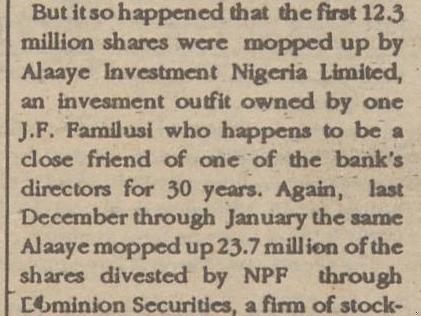 But it so happened that the first 12.3
million shares were mopped up by
Alaaye Investment Nigeria Limited,
an invesment outfit owned by one
J.F. Familusi who happens to be a
close friend of one of the bank's
directors for 30 years. Again, last
December through January the same
Alaaye mopped up 23.7 million of the
shares divested by NPF through
Dominion Securities, a firm of stock-